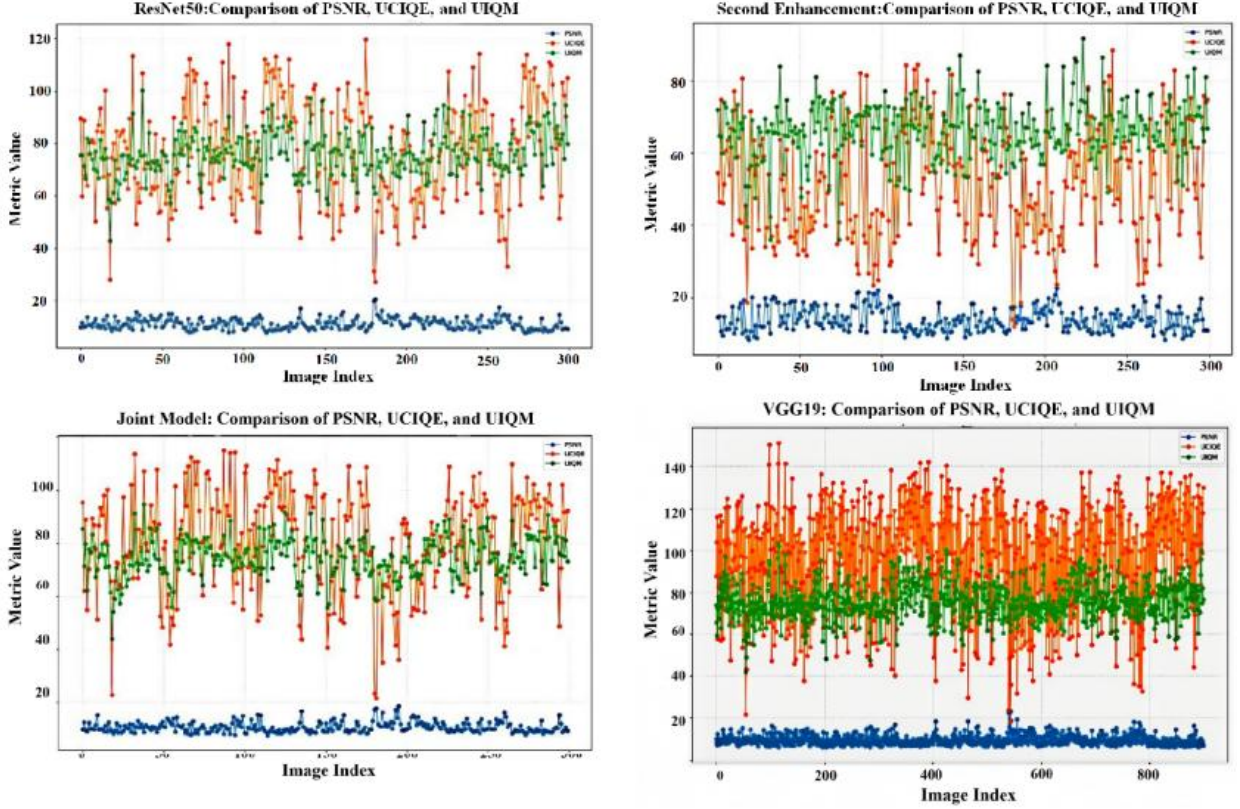 ResNet50:Comparison of PSNR, UCIQE, and UIQM
PSNR
UCIQE
UIQM
Metric Value
120
100
80
60
40
20
0
50
100
150
200
250
300
Image Index
Second Enhancement:Comparison of PSNR, UCIQE, and UIQM
PSNR
UCIQE
UIQM
Metric Value
80
60
40
20
0
50
100
150
200
250
300
Image Index
Joint Model: Comparison of PSNR, UCIQE, and UIQM
PSNR
UCIQE
UIQM
Metric Value
100
80
60
40
20
Image Index
VGG19: Comparison of PSNR, UCIQE, and UIQM
PSNR
UCIQE
UIQM
Metric Value
140
120
100
80
60
40
20
0
200
400
600
800
Image Index